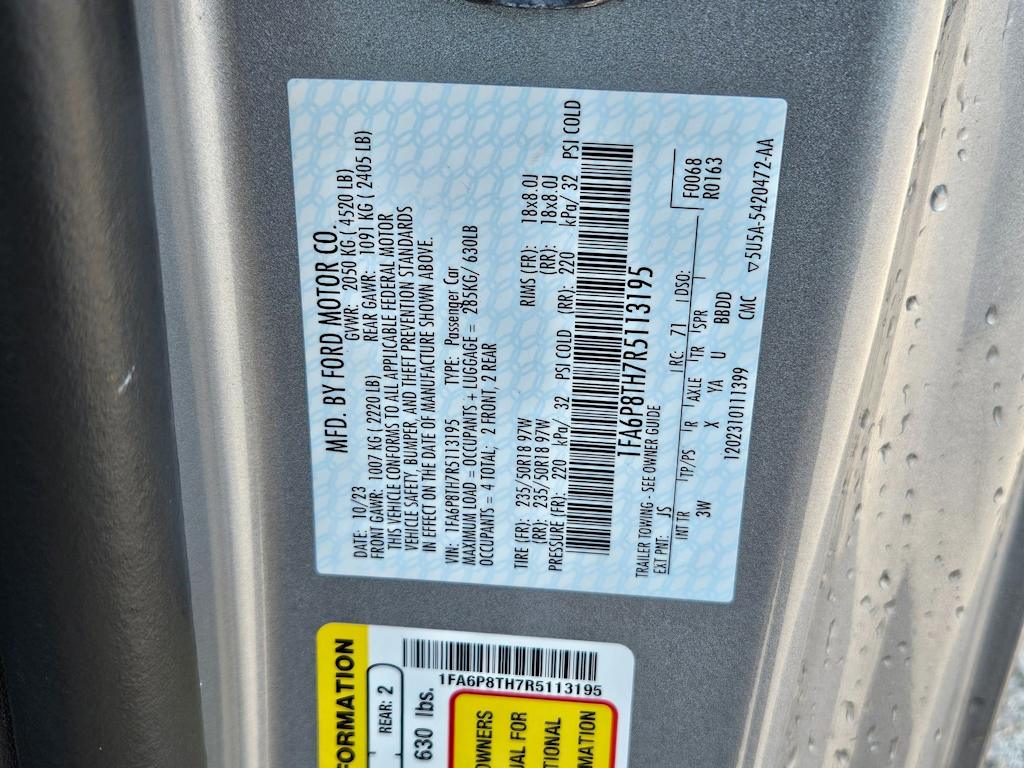 MFD. BY FORD MOTOR CO.
DATE: 10/23 GVWR: 2050 KG ( 4520 LB)
FRONT GAWR: 1007 KG ( 2220 LB) REAR GAWR: 1091 KG ( 2405 LB)
THIS VEHICLE CONFORMS TO ALL APPLICABLE FEDERAL MOTOR
VEHICLE SAFETY, BUMPER, AND THEFT PREVENTION STANDARDS
IN EFFECT ON THE DATE OF MANUFACTURE SHOWN ABOVE.
VIN: 1FA6P8TH7R5113195 TYPE: Passenger Car
MAXIMUM LOAD = OCCUPANTS + LUGGAGE = 285KG/ 630LB
OCCUPANTS = 4 TOTAL; 2 FRONT, 2 REAR
TIRE (FR): 235/50R18 97W RIMS (FR): 18x8.0J
(RR): 235/50R18 97W (RR): 18x8.0J
PRESSURE (FR): 220 kPa/ 32 PSI COLD (RR): 220 kPa/ 32 PSI COLD
1FA6P8TH7R5113195
TRAILER TOWING - SEE OWNER GUIDE
EXT PNT: JS RC: 71 DSO: F0068
INT TR TP/PS R AXLE TR SPR R0163
3W X YA U BBDD
12023101113​99 CMC ▽5U5A-5420472-AA
FORMATION
REAR: 2
630 lbs.
1FA6P8TH7R5113195
OWNERS
UAL FOR
TIONAL
MATION